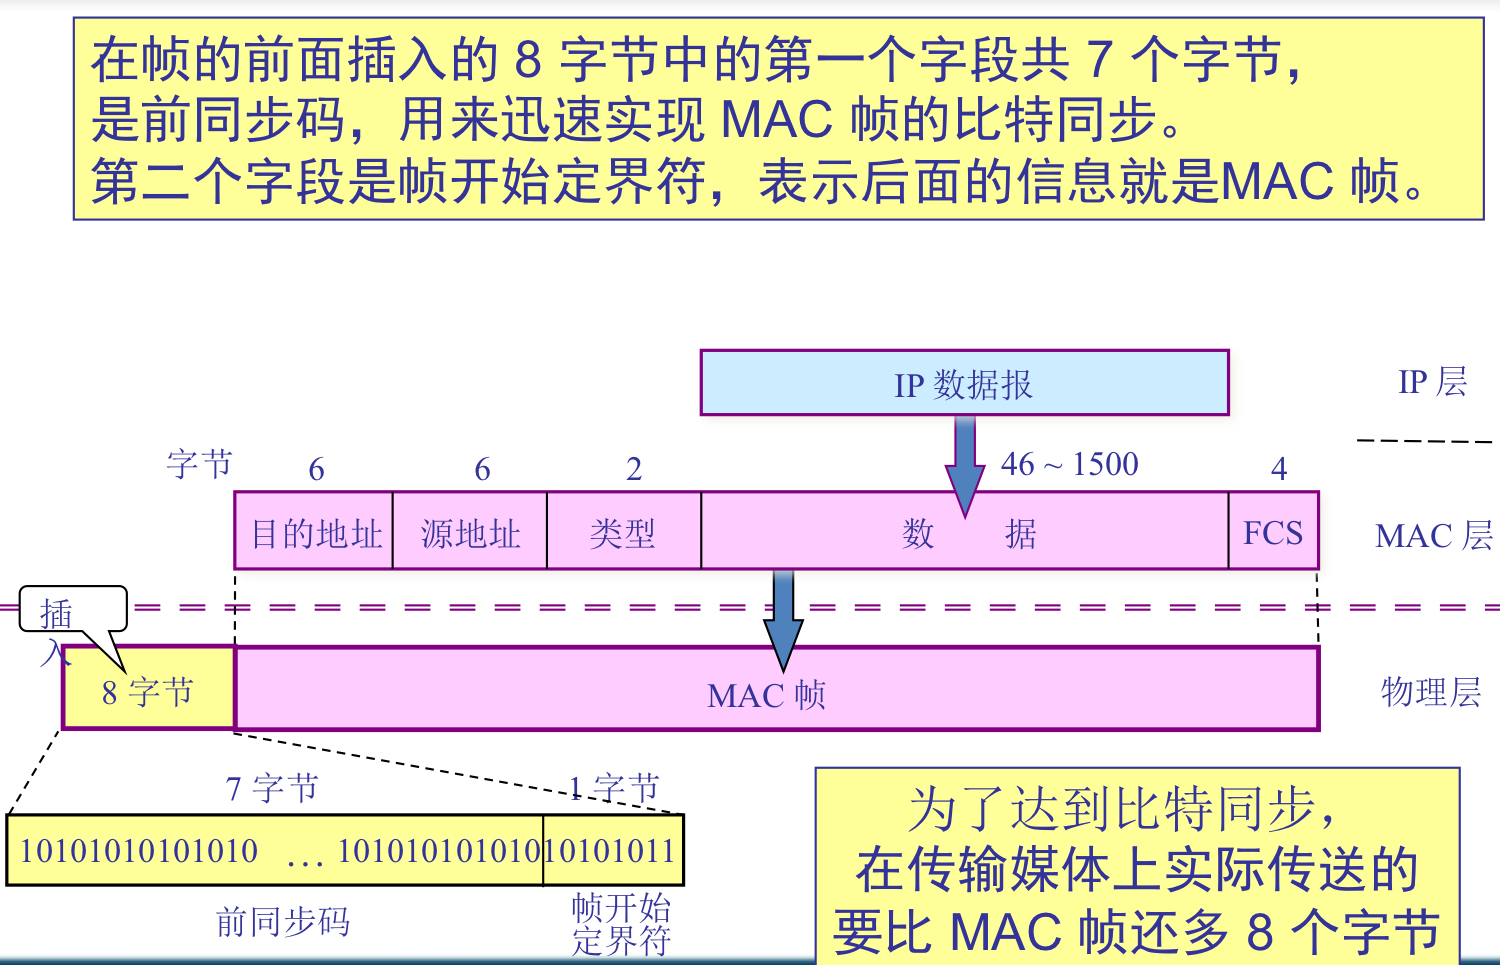 在帧的前面插入的 8 字节中的第一个字段共 7 个字节，
是前同步码，用来迅速实现 MAC 帧的比特同步。
第二个字段是帧开始定界符，表示后面的信息就是MAC 帧。
IP 数据报
IP 层
字节
6
6
2
46 ~ 1500
4
目的地址
源地址
类型
数 据
FCS
MAC 层
插
入
8 字节
MAC 帧
物理层
7 字节
1 字节
10101010101010 … 101010101010
10101011
前同步码
帧开始
定界符
为了达到比特同步，
在传输媒体上实际传送的
要比 MAC 帧还多 8 个字节